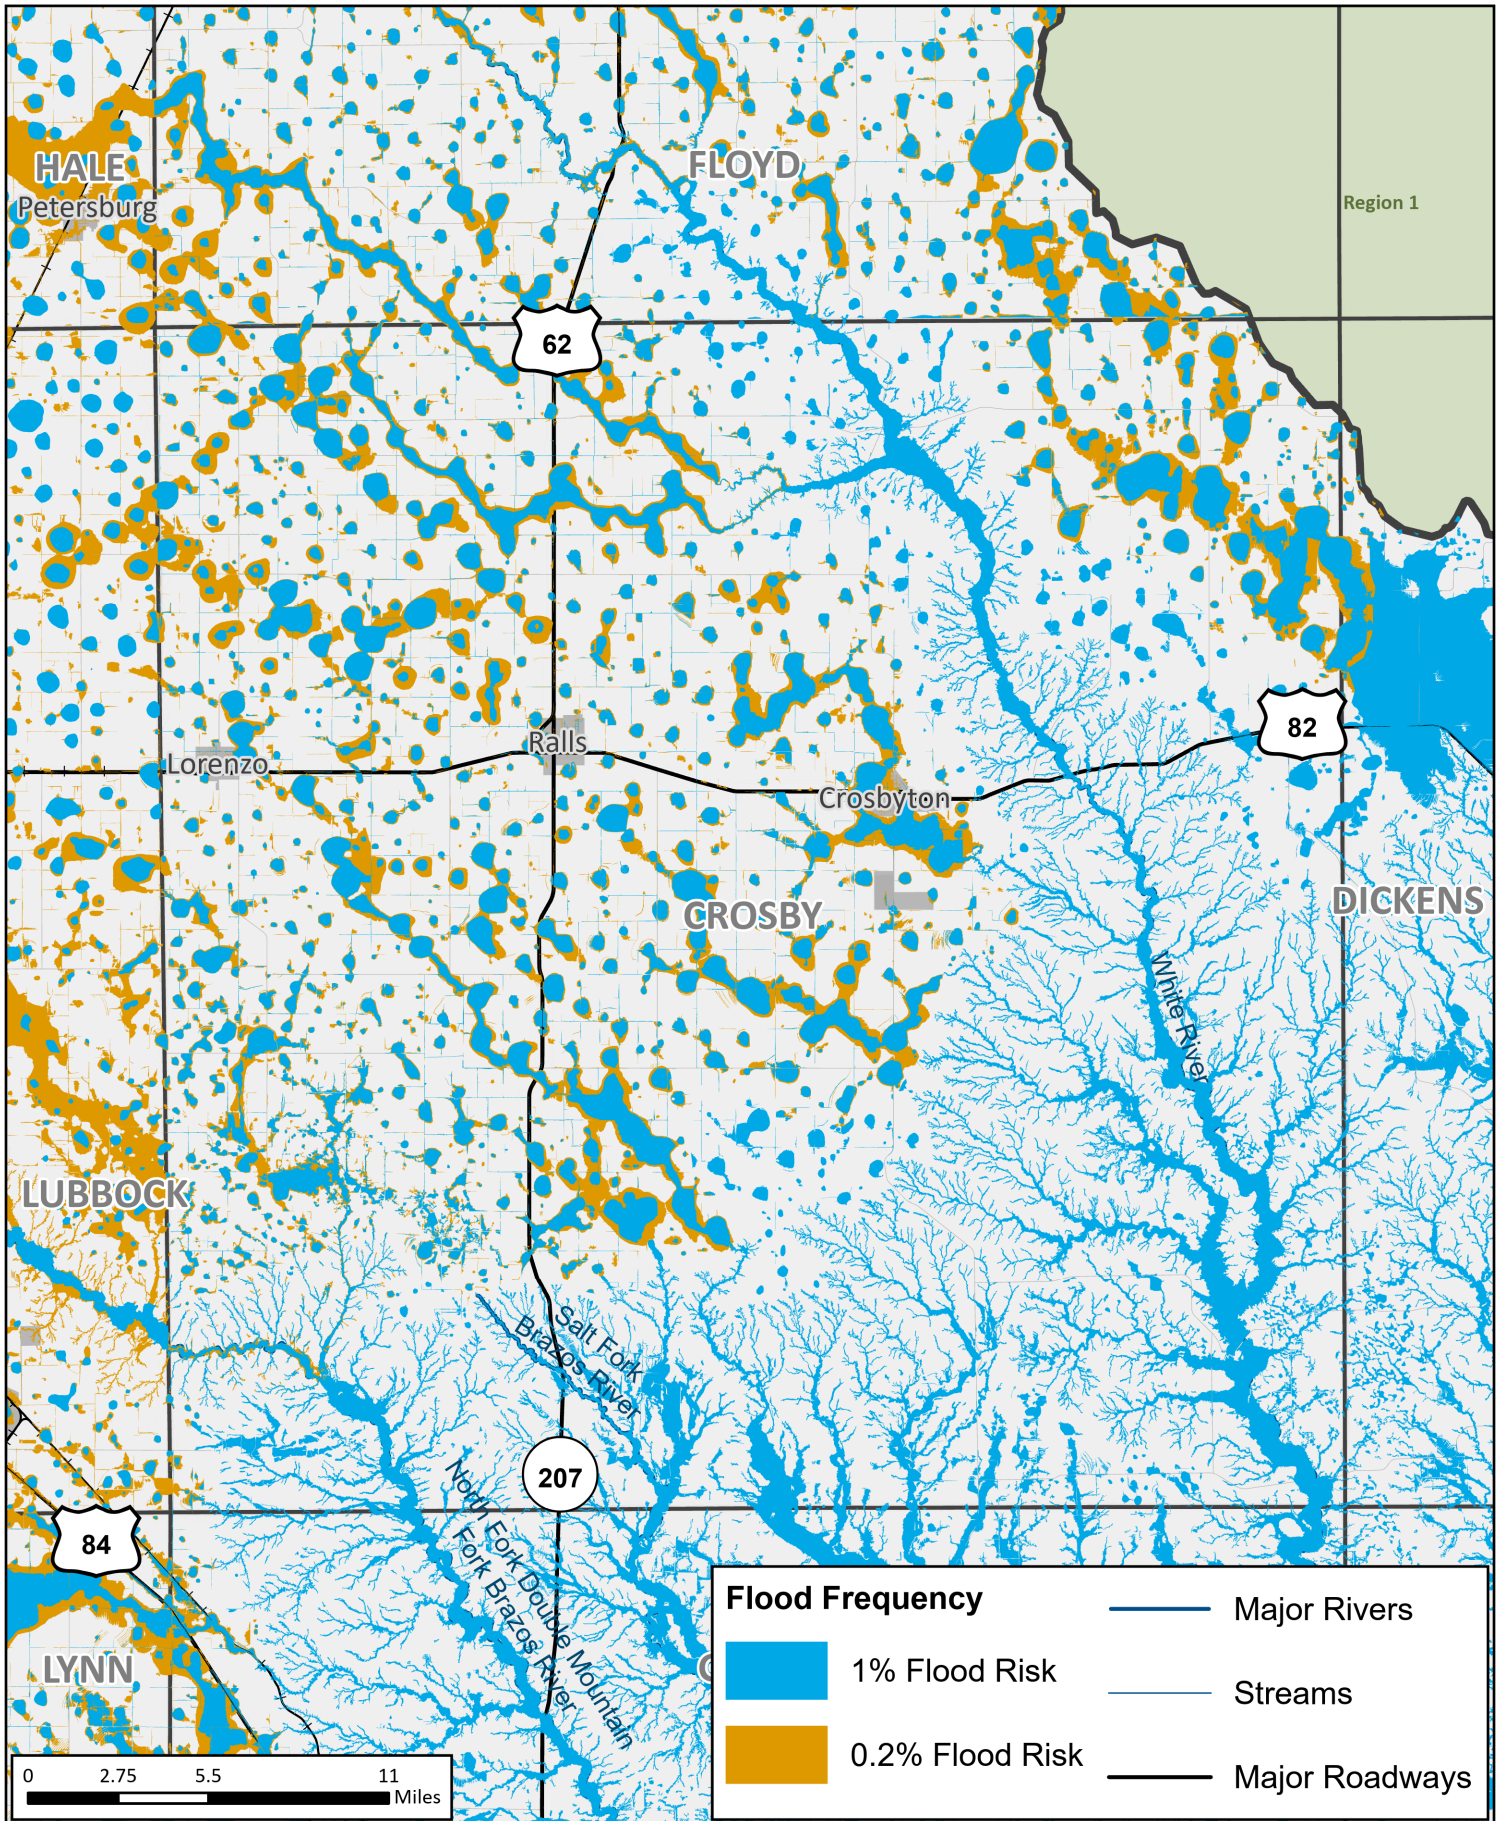 HALE
Petersburg
FLOYD
Region 1
62
82
Ralls
Lorenzo
Crosbyton
CROSBY
DICKENS
White River
LUBBOCK
Salt Fork
Brazos River
207
North Fork Double Mountain
Fork Brazos River
84
LYNN
Flood Frequency
1% Flood Risk
0.2% Flood Risk
Major Rivers
Streams
Major Roadways
0 2.75 5.5 11
Miles